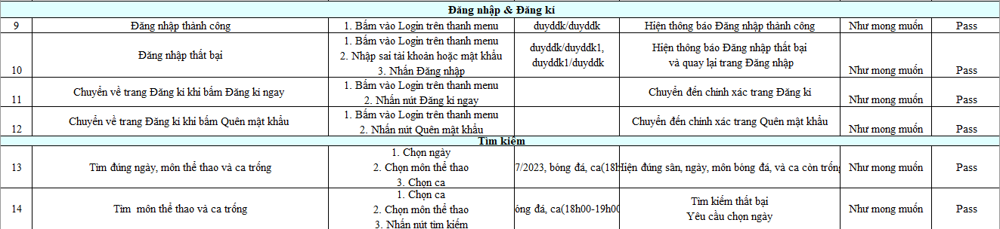 Đăng nhập & Đăng kí
9 Đăng nhập thành công 1. Bấm vào Login trên thanh menu duyddk/duyddk Hiện thông báo Đăng nhập thành công Như mong muốn Pass
10 Đăng nhập thất bại
1. Bấm vào Login trên thanh menu
2. Nhập sai tài khoản hoặc mật khẩu
3. Nhấn Đăng nhập
duyddk/duyddk1,
duyddk1/duyddk
Hiện thông báo Đăng nhập thất bại
và quay lại trang Đăng nhập
Như mong muốn Pass
11 Chuyển về trang Đăng kí khi bấm Đăng kí ngay
1. Bấm vào Login trên thanh menu
2. Nhấn nút Đăng kí ngay
Chuyển đến chính xác trang Đăng kí
Như mong muốn Pass
12 Chuyển về trang Đăng kí khi bấm Quên mật khẩu
1. Bấm vào Login trên thanh menu
2. Nhấn nút Quên mật khẩu
Chuyển đến chính xác trang Quên mật khẩu
Như mong muốn Pass
Tìm kiếm
13 Tìm đúng ngày, môn thể thao và ca trống
1. Chọn ngày
2. Chọn môn thể thao
3. Chọn ca
7/2023, bóng đá, ca(18h
Hiện đúng sân, ngày, môn bóng đá, và ca còn trống
Như mong muốn Pass
14 Tìm môn thể thao và ca trống
1. Chọn ca
2. Chọn môn thể thao
3. Nhấn nút tìm kiếm
óng đá, ca(18h00-19h00
Tìm kiếm thất bại
Yêu cầu chọn ngày
Như mong muốn Pass